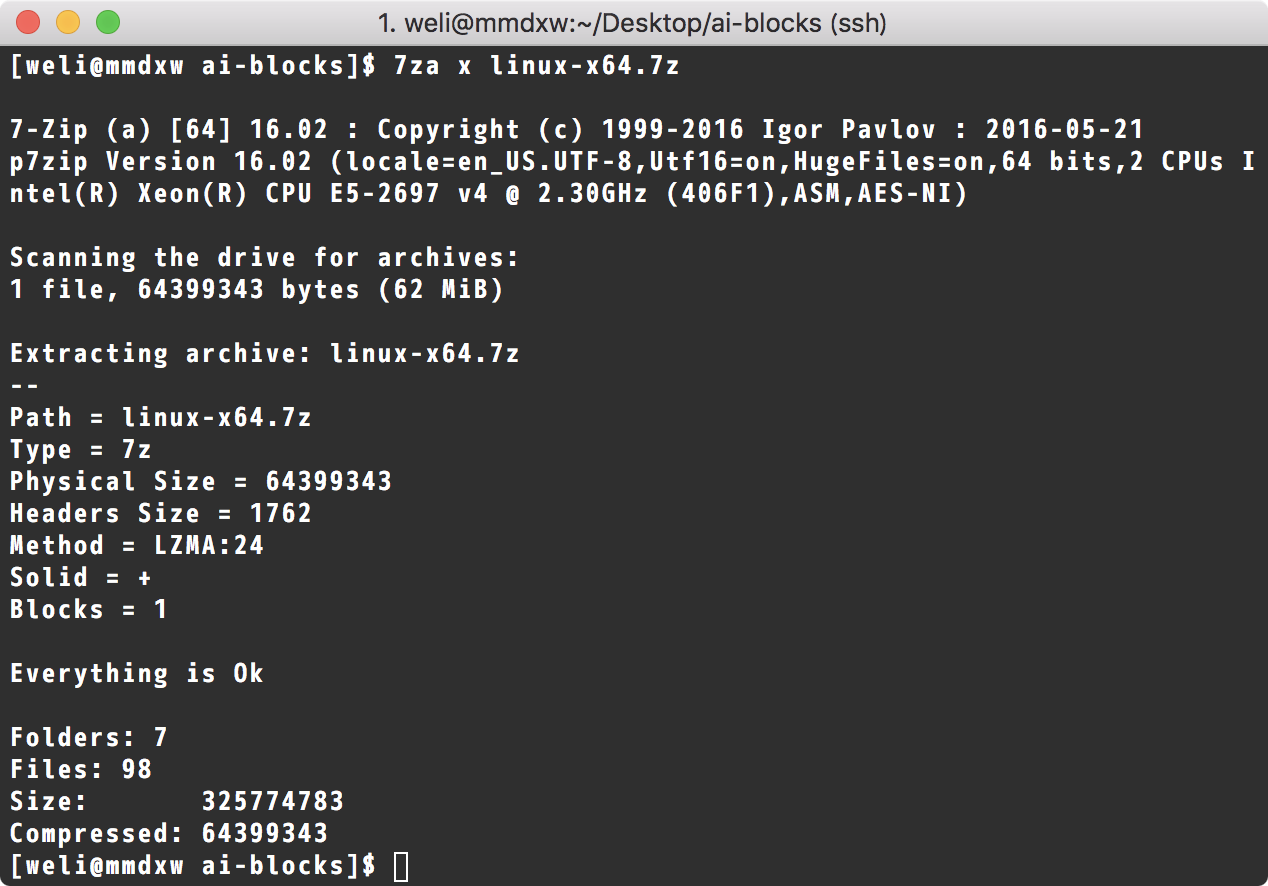 1. weli@mmdxw:~/Desktop/ai-blocks (ssh)
[weli@mmdxw ai-blocks]$ 7za x linux-x64.7z
7-Zip (a) [64] 16.02 : Copyright (c) 1999-2016 Igor Pavlov : 2016-05-21
p7zip Version 16.02 (locale=en_US.UTF-8,Utf16=on,HugeFiles=on,64 bits,2 CPUs I
ntel(R) Xeon(R) CPU E5-2697 v4 @ 2.30GHz (406F1),ASM,AES-NI)
Scanning the drive for archives:
1 file, 64399343 bytes (62 MiB)
Extracting archive: linux-x64.7z
--
Path = linux-x64.7z
Type = 7z
Physical Size = 64399343
Headers Size = 1762
Method = LZMA:24
Solid = +
Blocks = 1
Everything is Ok
Folders: 7
Files: 98
Size:       325774783
Compressed: 64399343
[weli@mmdxw ai-blocks]$